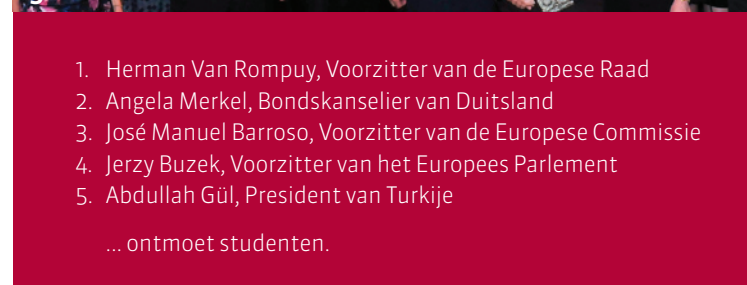 1. Herman Van Rompuy, Voorzitter van de Europese Raad
2. Angela Merkel, Bondskanselier van Duitsland
3. José Manuel Barroso, Voorzitter van de Europese Commissie
4. Jerzy Buzek, Voorzitter van het Europees Parlement
5. Abdullah Gül, President van Turkije
... ontmoet studenten.